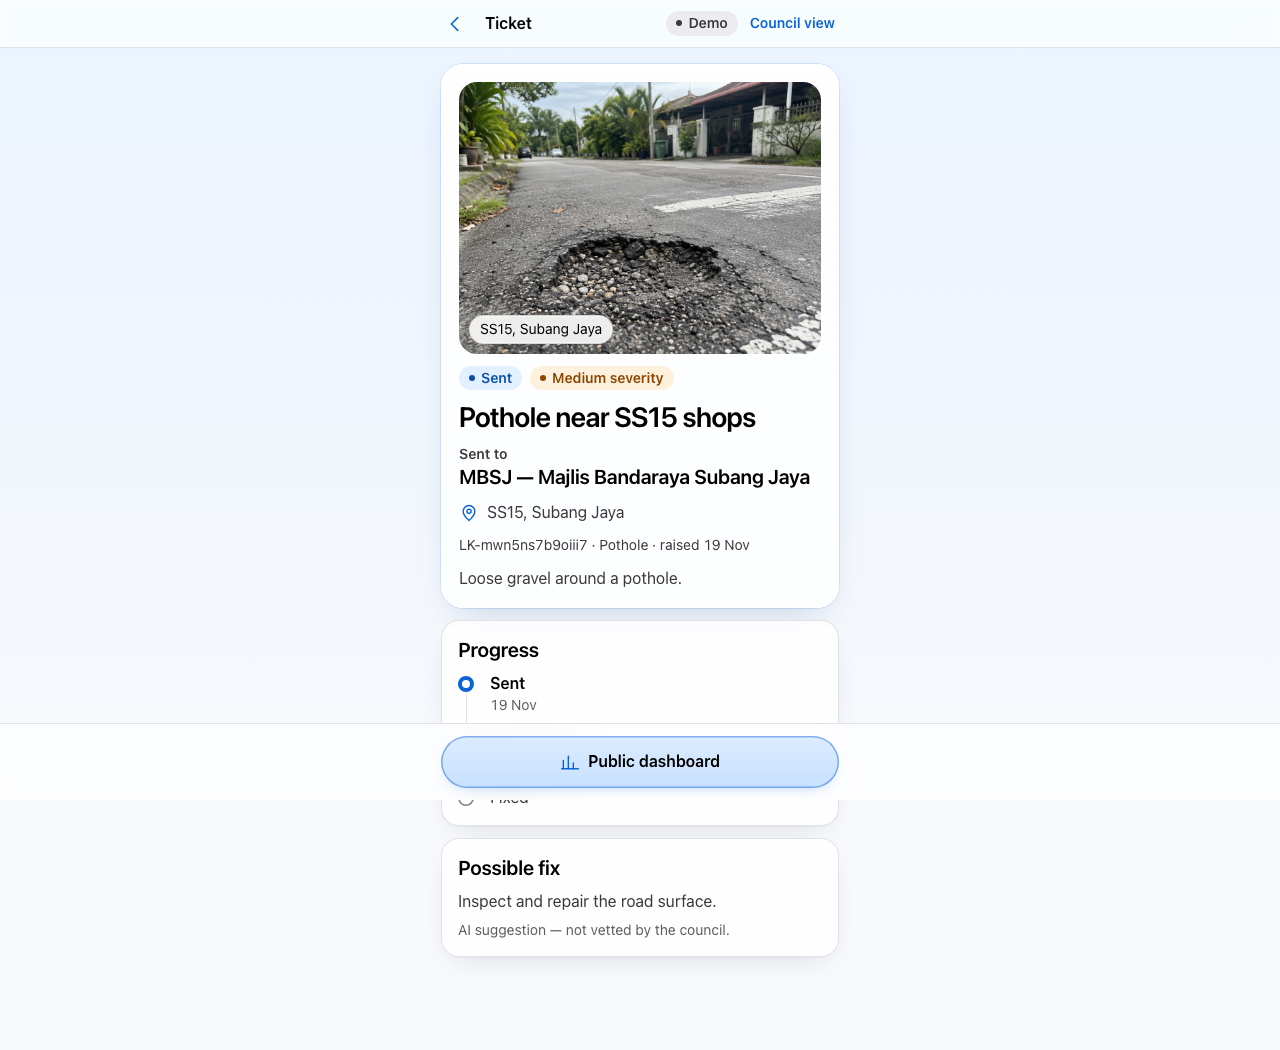 Ticket
Demo
Council view
SS15, Subang Jaya
Sent
Medium severity
Pothole near SS15 shops
Sent to
MBSJ — Majlis Bandaraya Subang Jaya
SS15, Subang Jaya
LK-mwn5ns7b9oiii7 · Pothole · raised 19 Nov
Loose gravel around a pothole.
Progress
Sent
19 Nov
Public dashboard
Possible fix
Inspect and repair the road surface.
AI suggestion — not vetted by the council.